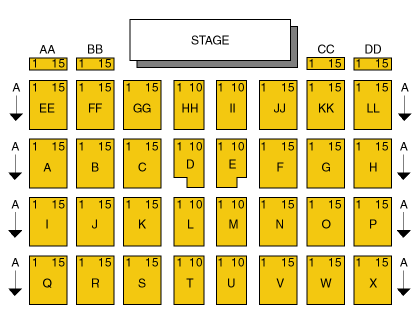 STAGE
AA BB CC DD
1 15 1 15 1 15 1 15
A 1 15 1 15 1 15 1 10 1 10 1 15 1 15 1 15 A
EE FF GG HH II JJ KK LL
A 1 15 1 15 1 15 1 10 1 10 1 15 1 15 1 15 A
A B C D E F G H
A 1 15 1 15 1 15 1 10 1 10 1 15 1 15 1 15 A
I J K L M N O P
A 1 15 1 15 1 15 1 10 1 10 1 15 1 15 1 15 A
Q R S T U V W X